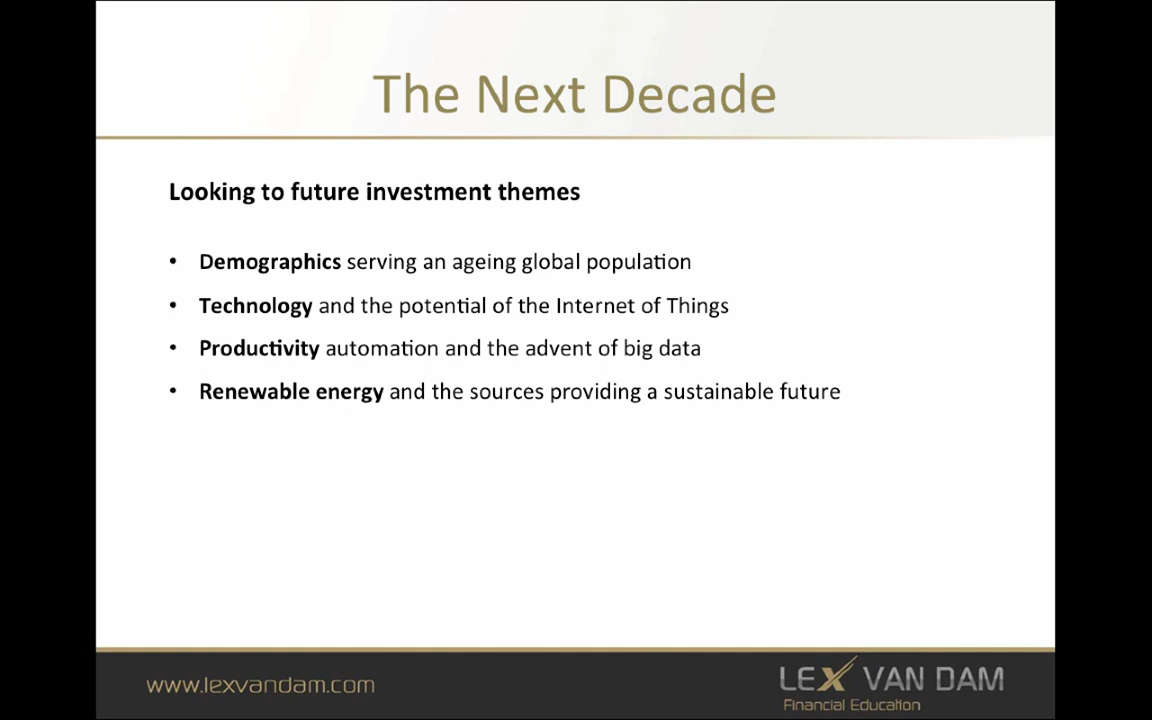 The Next Decade
Looking to future investment themes
• Demographics serving an ageing global population
• Technology and the potential of the Internet of Things
• Productivity automation and the advent of big data
• Renewable energy and the sources providing a sustainable future
www.lexvandam.com
LEX VAN DAM
Financial Education